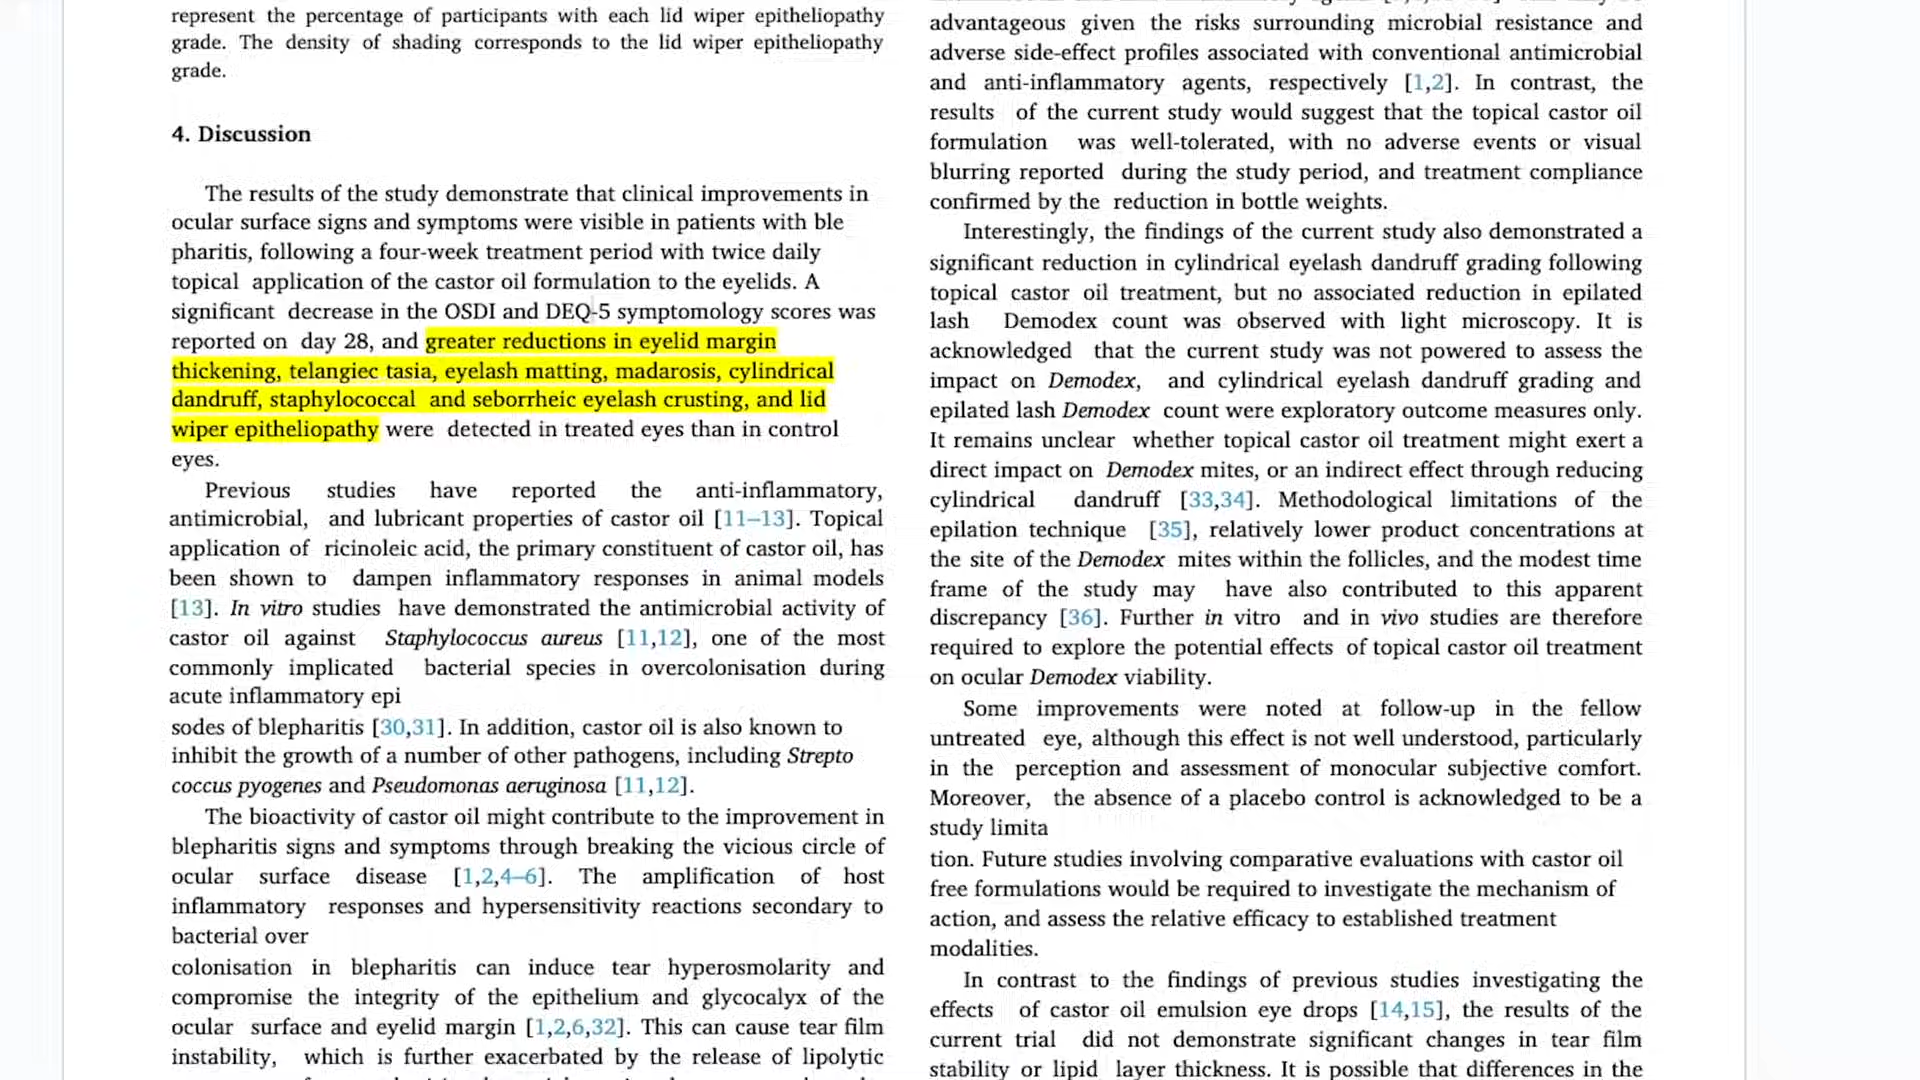 represent the percentage of participants with each lid wiper epitheliopathy
grade. The density of shading corresponds to the lid wiper epitheliopathy
grade.
4. Discussion
The results of the study demonstrate that clinical improvements in
ocular surface signs and symptoms were visible in patients with ble
pharitis, following a four-week treatment period with twice daily
topical application of the castor oil formulation to the eyelids. A
significant decrease in the OSDI and DEQ-5 symptomology scores was
reported on day 28, and greater reductions in eyelid margin
thickening, telangiec tasia, eyelash matting, madarosis, cylindrical
dandruff, staphylococcal and seborrheic eyelash crusting, and lid
wiper epitheliopathy were detected in treated eyes than in control
eyes.
Previous studies have reported the anti-inflammatory,
antimicrobial, and lubricant properties of castor oil [11–13]. Topical
application of ricinoleic acid, the primary constituent of castor oil, has
been shown to dampen inflammatory responses in animal models
[13]. In vitro studies have demonstrated the antimicrobial activity of
castor oil against Staphylococcus aureus [11,12], one of the most
commonly implicated bacterial species in overcolonisation during
acute inflammatory epi
sodes of blepharitis [30,31]. In addition, castor oil is also known to
inhibit the growth of a number of other pathogens, including Strepto
coccus pyogenes and Pseudomonas aeruginosa [11,12].
The bioactivity of castor oil might contribute to the improvement in
blepharitis signs and symptoms through breaking the vicious circle of
ocular surface disease [1,2,4–6]. The amplification of host
inflammatory responses and hypersensitivity reactions secondary to
bacterial over
colonisation in blepharitis can induce tear hyperosmolarity and
compromise the integrity of the epithelium and glycocalyx of the
ocular surface and eyelid margin [1,2,6,32]. This can cause tear film
instability, which is further exacerbated by the release of lipolytic
advantageous given the risks surrounding microbial resistance and
adverse side-effect profiles associated with conventional antimicrobial
and anti-inflammatory agents, respectively [1,2]. In contrast, the
results of the current study would suggest that the topical castor oil
formulation was well-tolerated, with no adverse events or visual
blurring reported during the study period, and treatment compliance
confirmed by the reduction in bottle weights.
Interestingly, the findings of the current study also demonstrated a
significant reduction in cylindrical eyelash dandruff grading following
topical castor oil treatment, but no associated reduction in epilated
lash Demodex count was observed with light microscopy. It is
acknowledged that the current study was not powered to assess the
impact on Demodex, and cylindrical eyelash dandruff grading and
epilated lash Demodex count were exploratory outcome measures only.
It remains unclear whether topical castor oil treatment might exert a
direct impact on Demodex mites, or an indirect effect through reducing
cylindrical dandruff [33,34]. Methodological limitations of the
epilation technique [35], relatively lower product concentrations at
the site of the Demodex mites within the follicles, and the modest time
frame of the study may have also contributed to this apparent
discrepancy [36]. Further in vitro and in vivo studies are therefore
required to explore the potential effects of topical castor oil treatment
on ocular Demodex viability.
Some improvements were noted at follow-up in the fellow
untreated eye, although this effect is not well understood, particularly
in the perception and assessment of monocular subjective comfort.
Moreover, the absence of a placebo control is acknowledged to be a
study limita
tion. Future studies involving comparative evaluations with castor oil
free formulations would be required to investigate the mechanism of
action, and assess the relative efficacy to established treatment
modalities.
In contrast to the findings of previous studies investigating the
effects of castor oil emulsion eye drops [14,15], the results of the
current trial did not demonstrate significant changes in tear film
stability or lipid layer thickness. It is possible that differences in the